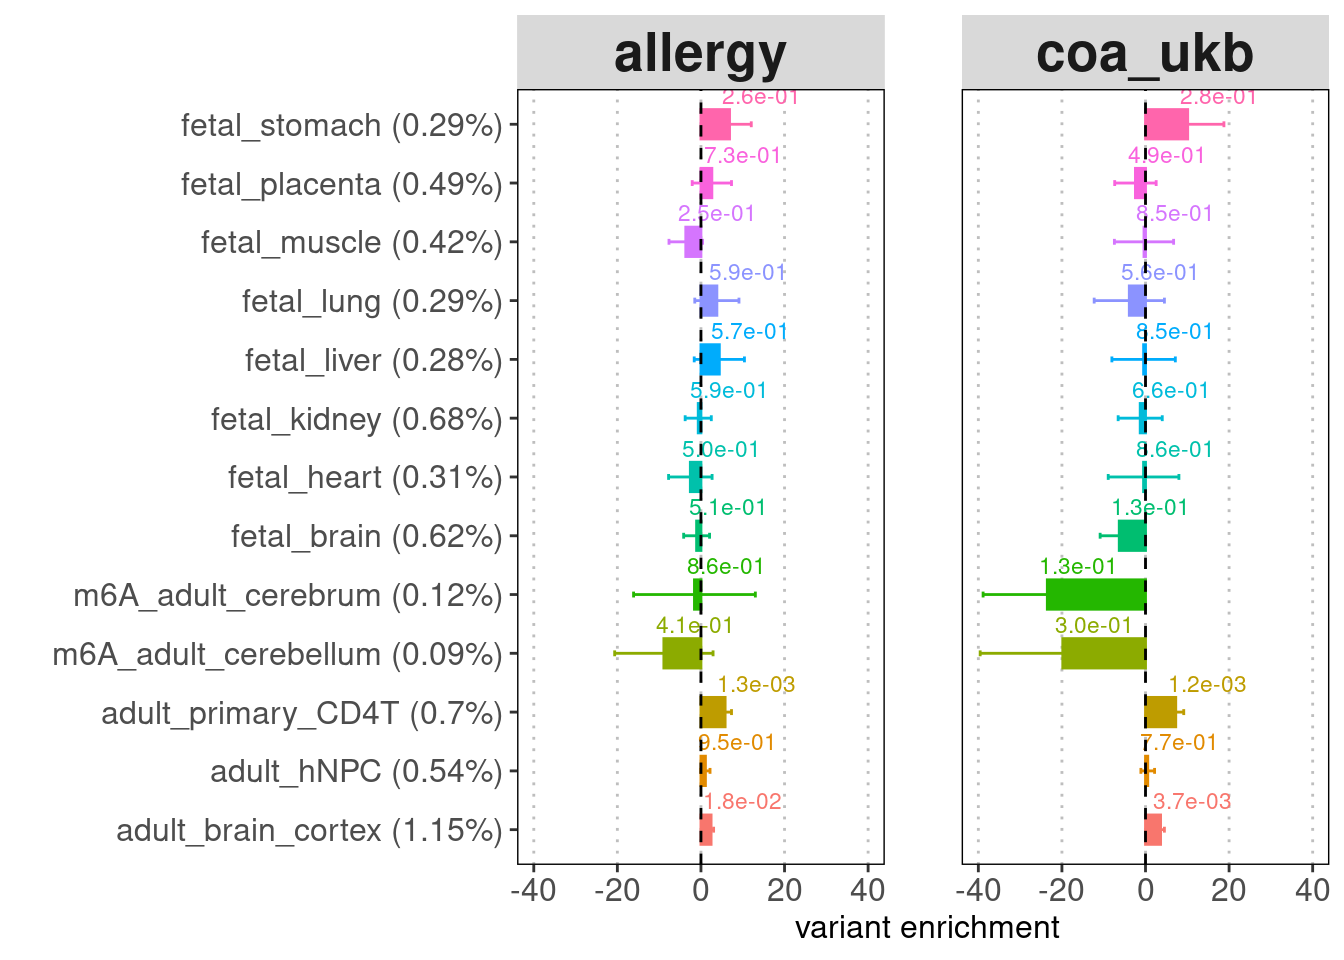 allergy coa_ukb
2.6e-01 2.8e-01
fetal_stomach (0.29%)
7.3e-01 4.9e-01
fetal_placenta (0.49%)
2.5e-01 8.5e-01
fetal_muscle (0.42%)
5.9e-01 5.6e-01
fetal_lung (0.29%)
5.7e-01 8.5e-01
fetal_liver (0.28%)
5.9e-01 6.6e-01
fetal_kidney (0.68%)
5.0e-01 8.6e-01
fetal_heart (0.31%)
5.1e-01 1.3e-01
fetal_brain (0.62%)
8.6e-01 1.3e-01
m6A_adult_cerebrum (0.12%)
4.1e-01 3.0e-01
m6A_adult_cerebellum (0.09%)
1.3e-03 1.2e-03
adult_primary_CD4T (0.7%)
9.5e-01 7.7e-01
adult_hNPC (0.54%)
1.8e-02 3.7e-03
adult_brain_cortex (1.15%)
-40 -20 0 20 40 -40 -20 0 20 40
variant enrichment